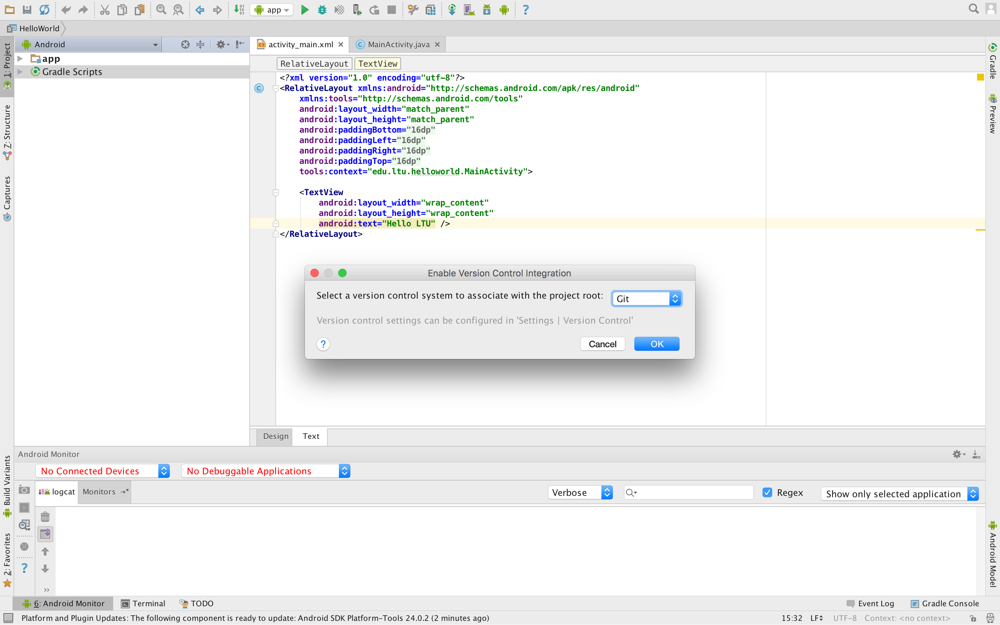 app
HelloWorld
Android
activity_main.xml
MainActivity.java
1: Project
app
Gradle Scripts
RelativeLayout
TextView
<?xml version="1.0" encoding="utf-8"?>
<RelativeLayout xmlns:android="http://schemas.android.com/apk/res/android"
xmlns:tools="http://schemas.android.com/tools"
android:layout_width="match_parent"
android:layout_height="match_parent"
android:paddingBottom="16dp"
android:paddingLeft="16dp"
android:paddingRight="16dp"
android:paddingTop="16dp"
tools:context="edu.ltu.helloworld.MainActivity">
<TextView
android:layout_width="wrap_content"
android:layout_height="wrap_content"
android:text="Hello LTU" />
</RelativeLayout>
Gradle
Preview
7: Structure
Captures
Enable Version Control Integration
Select a version control system to associate with the project root:
Git
Version control settings can be configured in 'Settings | Version Control'
?
Cancel
OK
Design
Text
Android Monitor
No Connected Devices
No Debuggable Applications
logcat
Monitors
Verbose
Regex
Show only selected application
Build Variants
2: Favorites
Android Model
6: Android Monitor
Terminal
TODO
Event Log
Gradle Console
Platform and Plugin Updates: The following component is ready to update: Android SDK Platform-Tools 24.0.2 (2 minutes ago)
15:32
LF
UTF-8
Context: <no context>